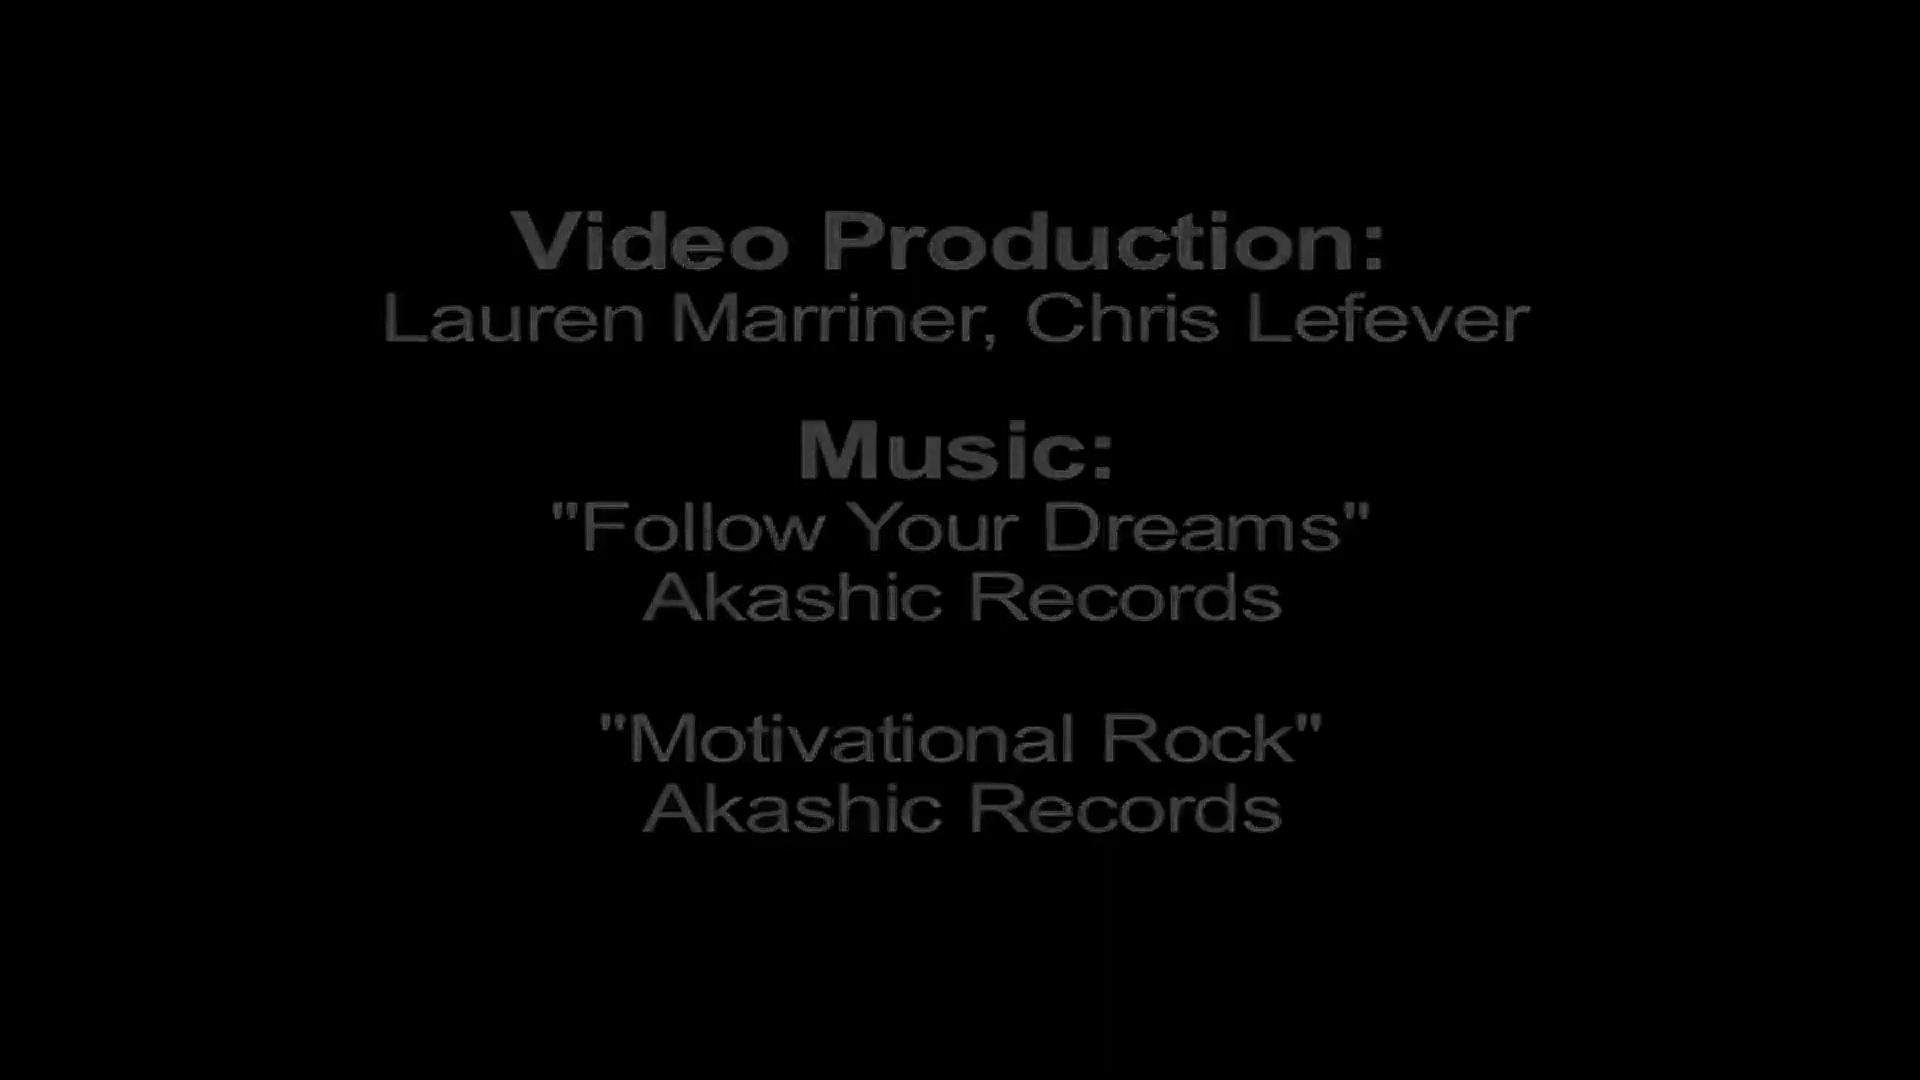 Video Production:
Lauren Marriner, Chris Lefever
Music:
"Follow Your Dreams"
Akashic Records
"Motivational Rock"
Akashic Records